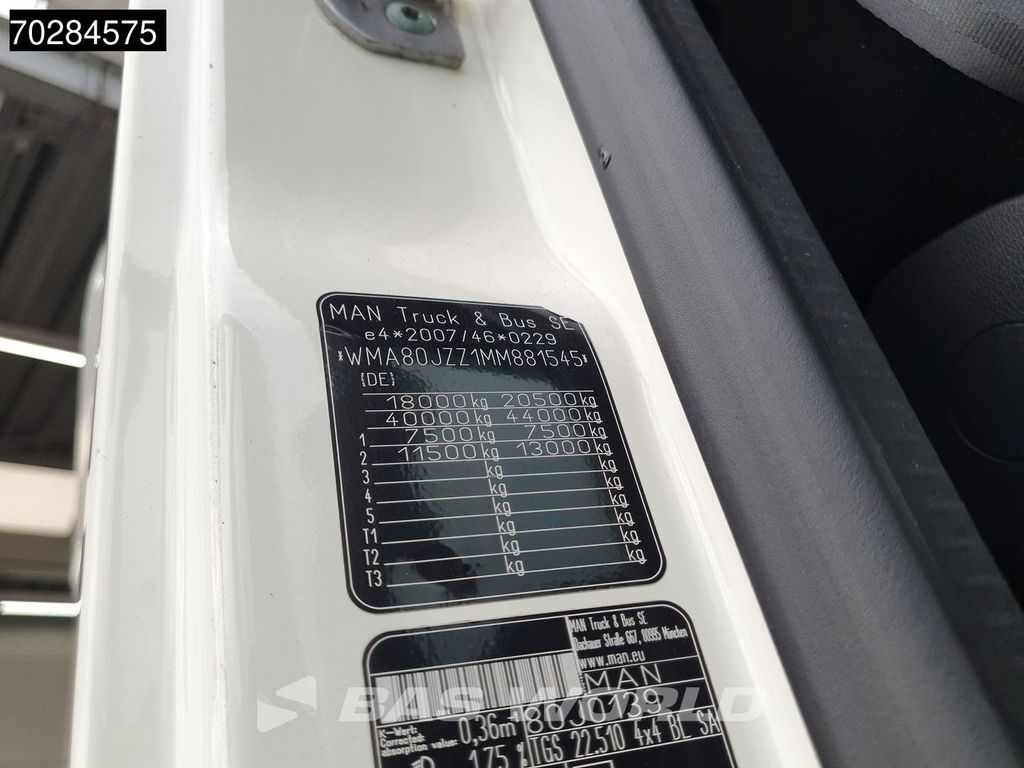 70284575
MAN Truck & Bus SE
e4*2007/46*0229
*WMA80JZZ1MM881545*
(DE)
18000 kg 20500 kg
40000 kg 44000 kg
1 7500 kg 7500 kg
2 11500 kg 13000 kg
3 kg kg
4 kg kg
5 kg kg
T1 kg kg
T2 kg kg
T3 kg kg
MAN Truck & Bus SE
Dachauer Straße 667, 80995 München
www.man.eu
MAN
K-Wert:
Corrected
absorption value: 0,36m 80J0139
175 % TGS 22.510 4x4 BL SA
BAS WORLD